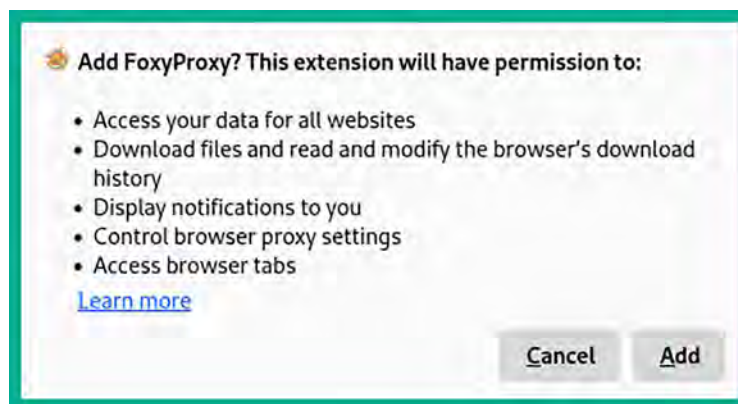 Add FoxyProxy? This extension will have permission to:
• Access your data for all websites
• Download files and read and modify the browser's download
history
• Display notifications to you
• Control browser proxy settings
• Access browser tabs
Learn more
Cancel Add